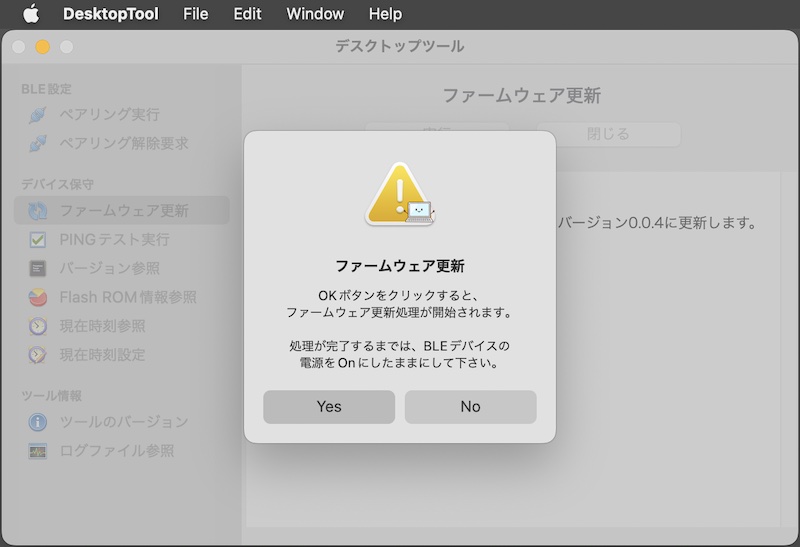 DesktopTool File Edit Window Help
デスクトップツール
BLE設定
ペアリング実行
ペアリング解除要求
デバイス保守
ファームウェア更新
PINGテスト実行
バージョン参照
Flash ROM情報参照
現在時刻参照
現在時刻設定
ツール情報
ツールのバージョン
ログファイル参照
ファームウェア更新
実行 閉じる
バージョン0.0.4に更新します。
ファームウェア更新
OKボタンをクリックすると、
ファームウェア更新処理が開始されます。
処理が完了するまでは、BLEデバイスの
電源をOnにしたままにして下さい。
Yes No